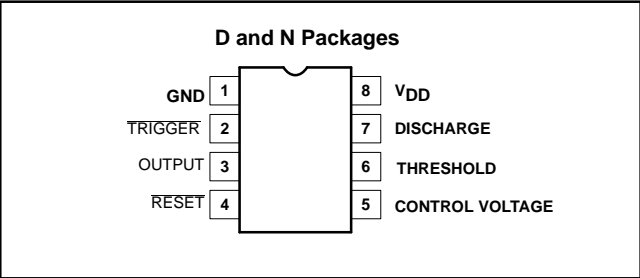 D and N Packages
GND 1 8 VDD
TRIGGER 2 7 DISCHARGE
OUTPUT 3 6 THRESHOLD
RESET 4 5 CONTROL VOLTAGE